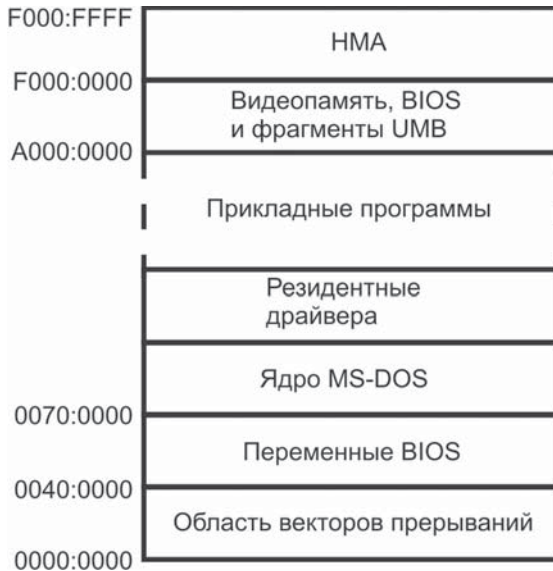 F000:FFFF
HMA
F000:0000
Видеопамять, BIOS
и фрагменты UMB
A000:0000
Прикладные программы
Резидентные
драйвера
Ядро MS-DOS
0070:0000
Переменные BIOS
0040:0000
Область векторов прерываний
0000:0000